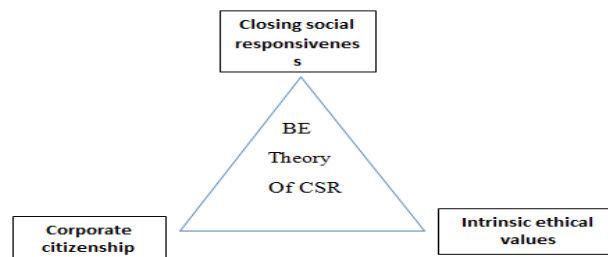 Closing social
responsivenes
s
BE
Theory
Of CSR
Corporate
citizenship
Intrinsic ethical
values